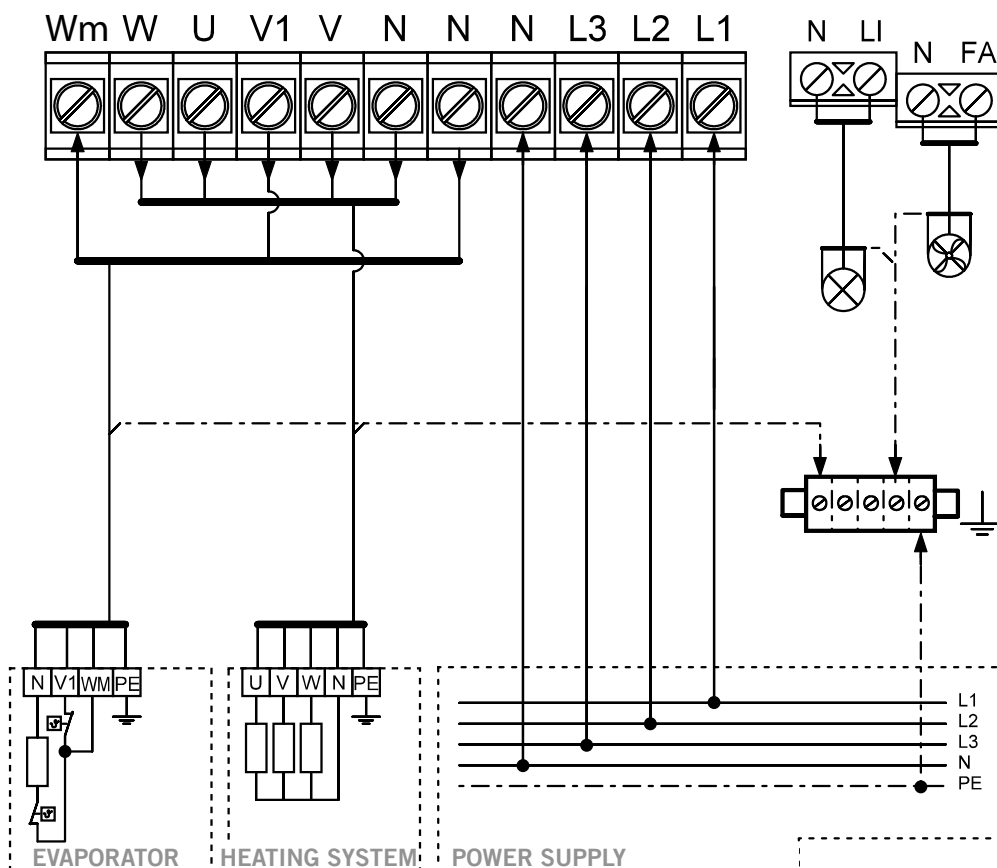 Wm W U V1 V N N N L3 L2 L1
N LI
N FA
N V1 WM PE
U V W N PE
L1
L2
L3
N
PE
EVAPORATOR
HEATING SYSTEM
POWER SUPPLY